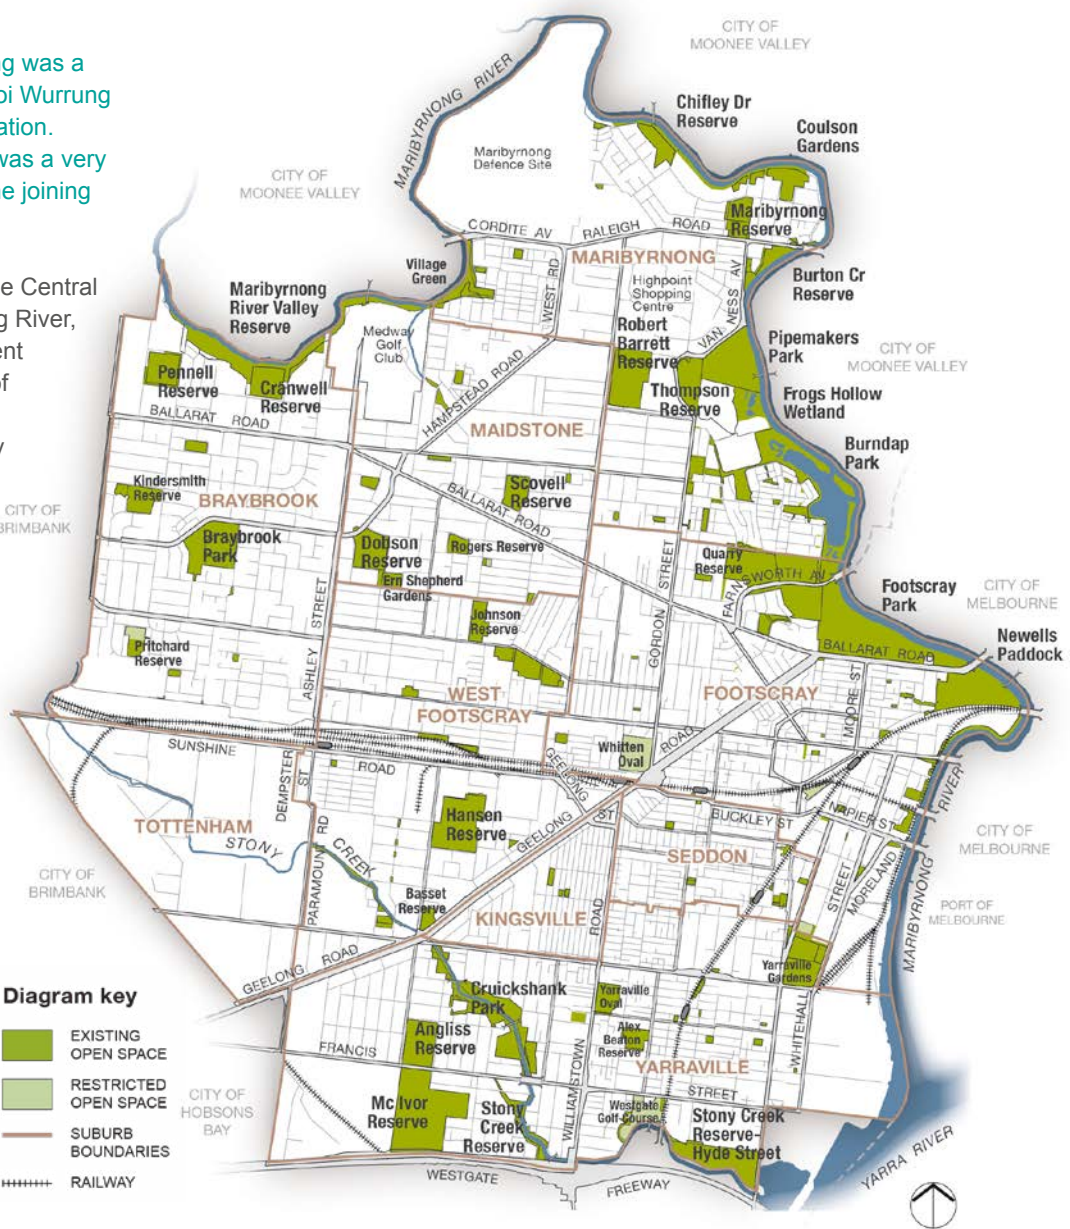 ng was a
oi Wurrung
ation.
was a very
ne joining
e Central
g River,
ent
of
y
CITY OF
MOONEE VALLEY
MARIBYRNONG RIVER
Chifley Dr
Reserve
Coulson
Gardens
Maribyrnong
Defence Site
CITY OF
MOONEE VALLEY
CORDITE AV
RALEIGH
ROAD
Maribyrnong
Reserve
MARIBYRNONG
Village
Green
WEST RD
Highpoint
Shopping
Centre
VAN NESS AV
Burton Cr
Reserve
Maribyrnong
River Valley
Reserve
Medway
Golf
Club
Robert
Barrett
Reserve
Pipemakers
Park
CITY OF
MOONEE VALLEY
Pennell
Reserve
Cranwell
Reserve
HAMPSTEAD ROAD
Thompson
Reserve
Frogs Hollow
Wetland
BALLARAT ROAD
MAIDSTONE
Burndap
Park
Kindersmith
Reserve
BRAYBROOK
Scovell
Reserve
BALLARAT ROAD
CITY OF
BRIMBANK
Braybrook
Park
Dobson
Reserve
Rogers Reserve
Quarry
Reserve
FARNSWORTH AV
Ern Shepherd
Gardens
STREET
GORDON
Footscray
Park
CITY OF
MELBOURNE
ASHLEY
STREET
Johnson
Reserve
Newells
Paddock
Pritchard
Reserve
BALLARAT ROAD
WEST
FOOTSCRAY
FOOTSCRAY
MOORE ST
SUNSHINE
ROAD
Whitten
Oval
ROAD
GEELONG
ST
DEMPSTER
ST
TOTTENHAM
STONY
CREEK
PARAMOUNT
RD
Hansen
Reserve
GEELONG
BUCKLEY ST
NAPIER ST
RIVER
MARIBYRNONG
SEDDON
STREET
MORELAND
CITY OF
MELBOURNE
CITY OF
BRIMBANK
Basset
Reserve
KINGSVILLE
ROAD
PORT OF
MELBOURNE
GEELONG
ROAD
Yarraville
Gardens
Cruickshank
Park
Yarraville
Oval
WHITEHALL
Angliss
Reserve
Alex
Beaton
Reserve
FRANCIS
WILLIAMSTOWN
YARRAVILLE
STREET
CITY OF
HOBSONS
BAY
Mc Ivor
Reserve
Stony
Creek
Reserve
Westgate
Golf Course
Stony Creek
Reserve-
Hyde Street
WESTGATE
FREEWAY
YARRA RIVER
Diagram key
EXISTING
OPEN SPACE
RESTRICTED
OPEN SPACE
SUBURB
BOUNDARIES
RAILWAY